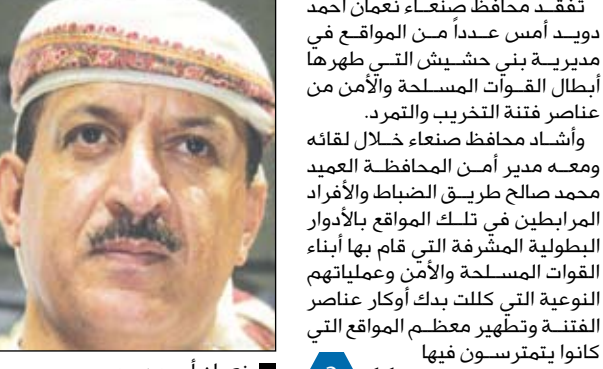 تفقد محافظ صنعاء نعمان أحمد
دويد أمس عدداً من المواقع في
مديرية بني حشيش التي طهرها
أبطال القوات المسلحة والأمن من
عناصر فتنة التخريب والتمرد.
وأشاد محافظ صنعاء خلال لقائه
ومعه مدير أمن المحافظة العميد
محمد صالح طريق الضباط والأفراد
المرابطين في تلك المواقع بالأدوار
البطولية المشرفة التي قام بها أبناء
القوات المسلحة والأمن وعملياتهم
النوعية التي كللت بدك أوكار عناصر
الفتنة وتطهير معظم المواقع التي
كانوا يتمترسون فيها